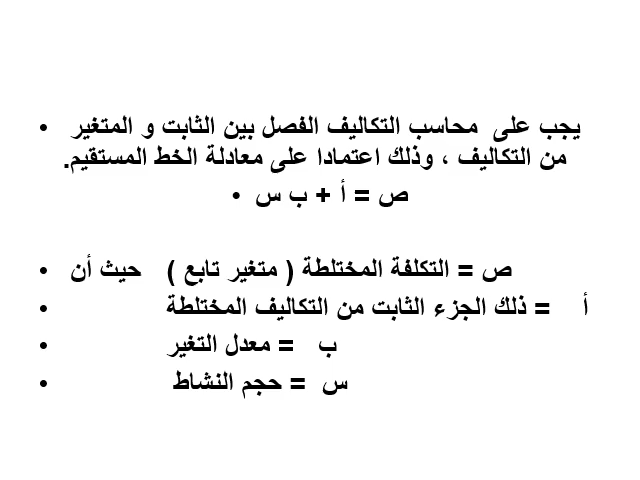 • يجب على محاسب التكاليف الفصل بين الثابت و المتغير
من التكاليف ، وذلك اعتمادا على معادلة الخط المستقيم.
• ص = أ + ب س
• حيث أن ص = التكلفة المختلطة ( متغير تابع )
• أ = ذلك الجزء الثابت من التكاليف المختلطة
• ب = معدل التغير
• س = حجم النشاط